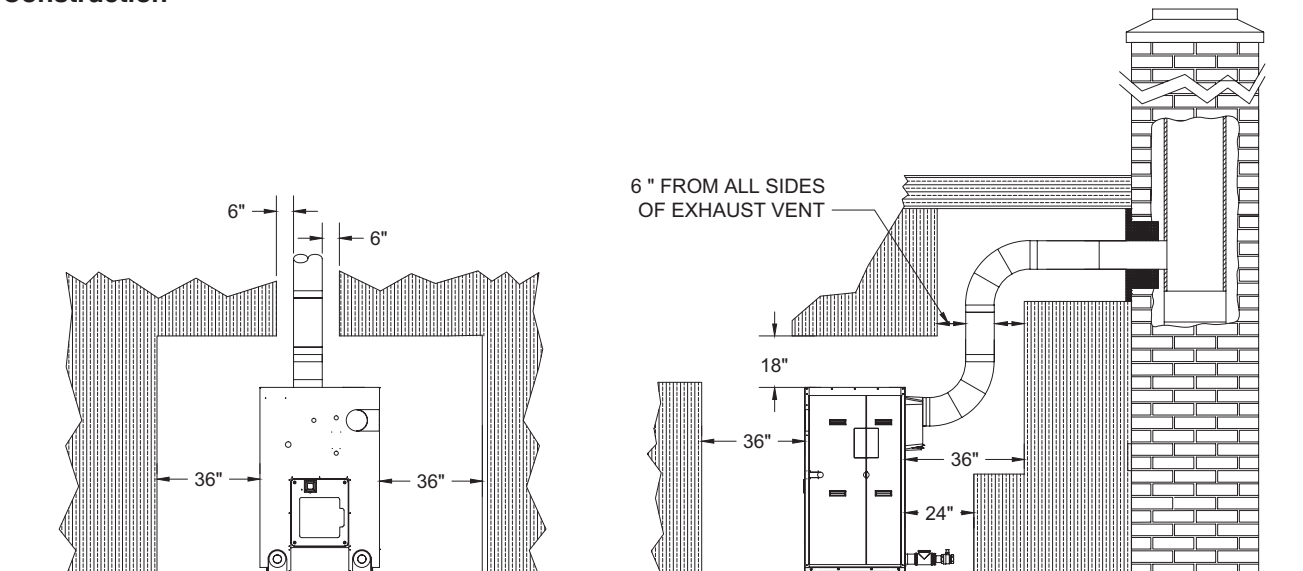 Construction
6"
6"
36"
36"
6 " FROM ALL SIDES
OF EXHAUST VENT
18"
36"
36"
24"